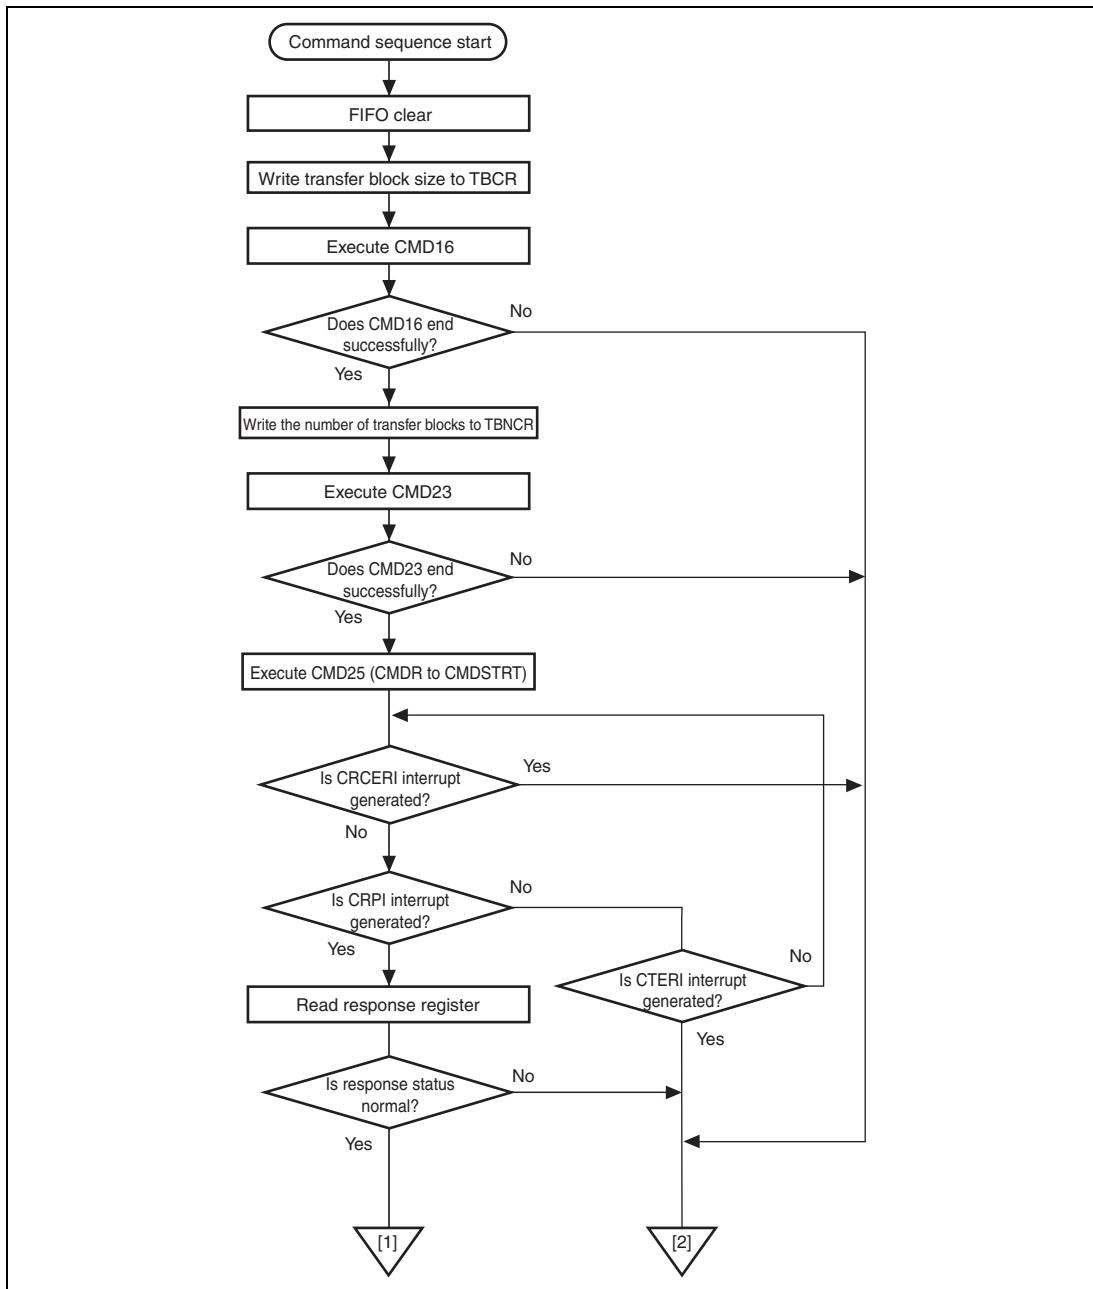 Command sequence start
FIFO clear
Write transfer block size to TBCR
Execute CMD16
No
Does CMD16 end
successfully?
Yes
Write the number of transfer blocks to TBNCR
Execute CMD23
No
Does CMD23 end
successfully?
Yes
Execute CMD25 (CMDR to CMDSTRT)
Yes
Is CRCERI interrupt
generated?
No
No
Is CRPI interrupt
generated?
Yes
No
Is CTERI interrupt
generated?
Read response register
Yes
No
Is response status
normal?
Yes
[1]
[2]